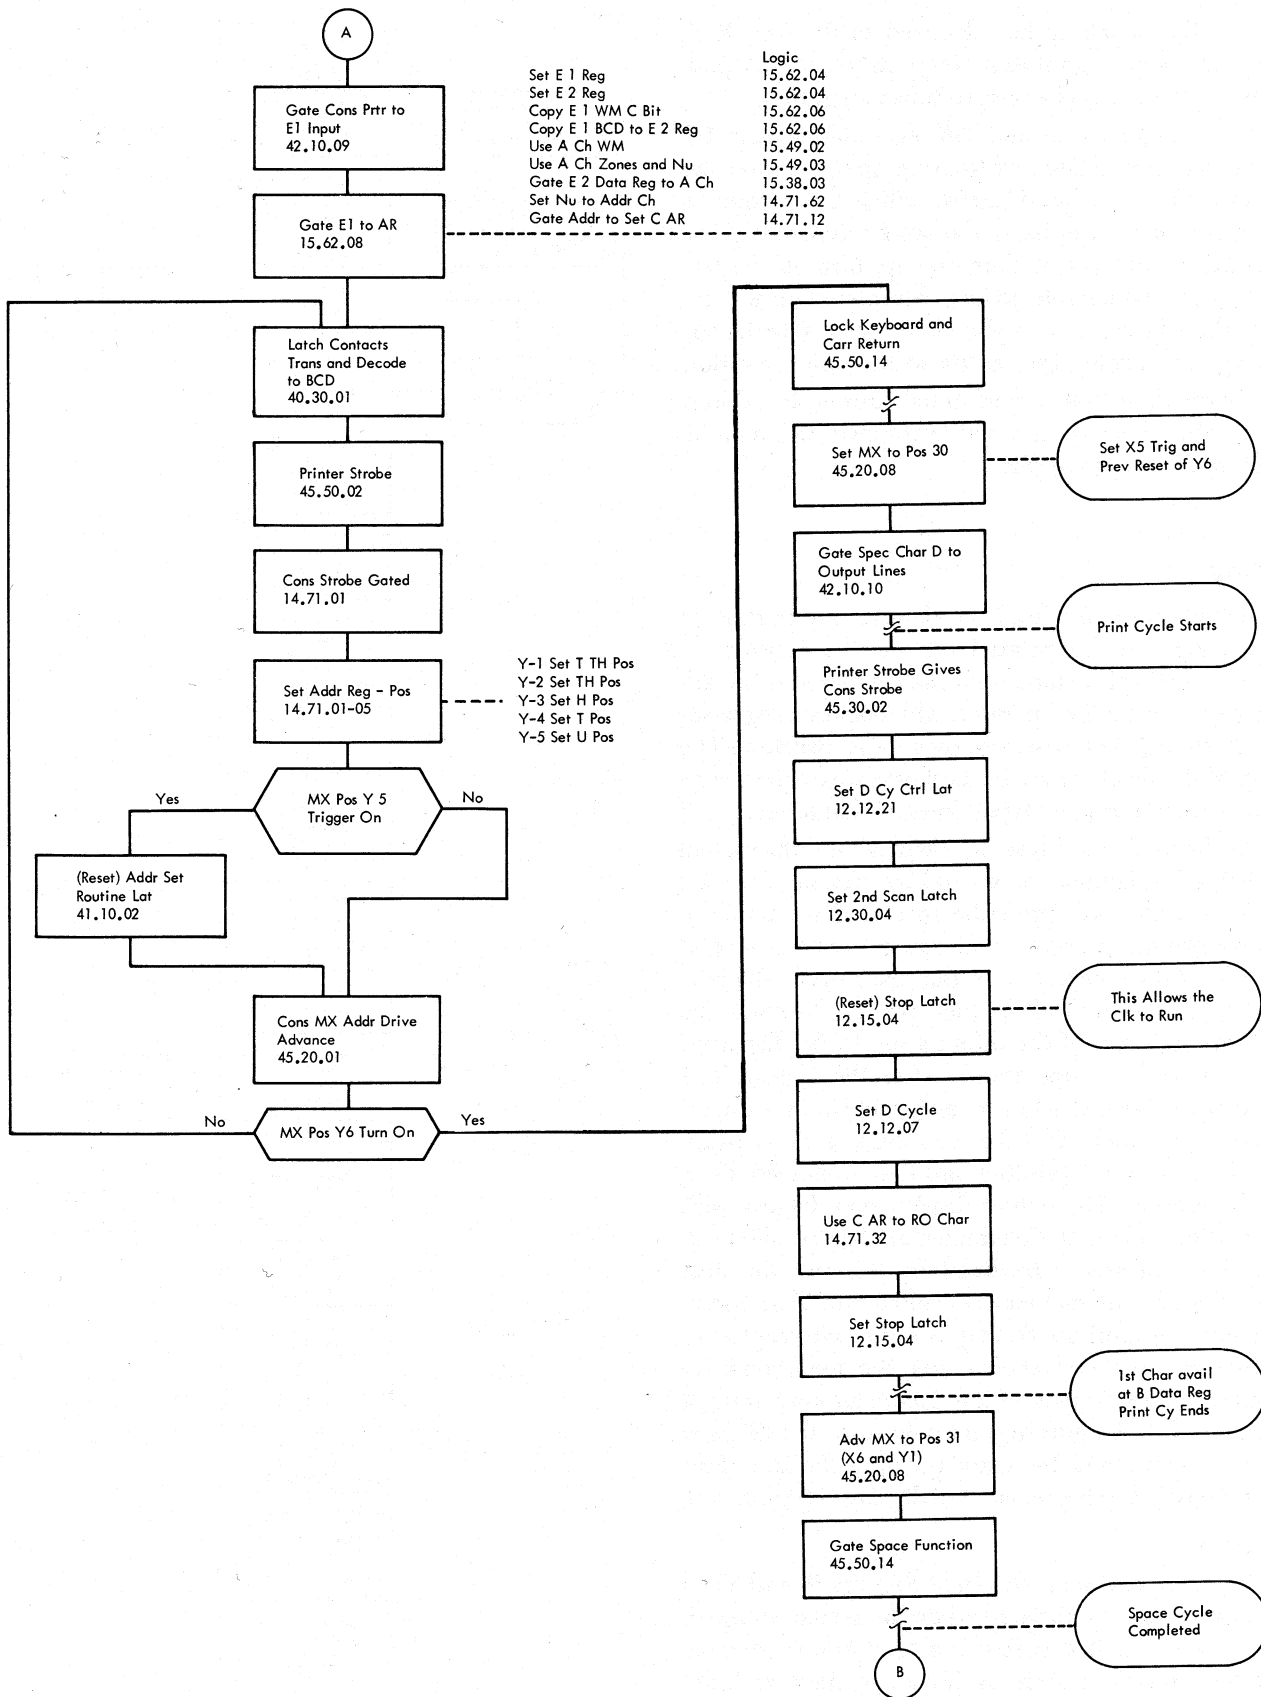 A
Gate Cons Prtr to
E1 Input
42.10.09
Gate E1 to AR
15.62.08
Logic
Set E 1 Reg 15.62.04
Set E 2 Reg 15.62.04
Copy E 1 WM C Bit 15.62.06
Copy E 1 BCD to E 2 Reg 15.62.06
Use A Ch WM 15.49.02
Use A Ch Zones and Nu 15.49.03
Gate E 2 Data Reg to A Ch 15.38.03
Set Nu to Addr Ch 14.71.62
Gate Addr to Set C AR 14.71.12
Latch Contacts
Trans and Decode
to BCD
40.30.01
Printer Strobe
45.50.02
Cons Strobe Gated
14.71.01
Set Addr Reg - Pos
14.71.01-05
Y-1 Set T TH Pos
Y-2 Set TH Pos
Y-3 Set H Pos
Y-4 Set T Pos
Y-5 Set U Pos
MX Pos Y 5
Trigger On
Yes
No
(Reset) Addr Set
Routine Lat
41.10.02
Cons MX Addr Drive
Advance
45.20.01
MX Pos Y6 Turn On
No
Yes
Lock Keyboard and
Carr Return
45.50.14
Set MX to Pos 30
45.20.08
Set X5 Trig and
Prev Reset of Y6
Gate Spec Char D to
Output Lines
42.10.10
Print Cycle Starts
Printer Strobe Gives
Cons Strobe
45.30.02
Set D Cy Ctrl Lat
12.12.21
Set 2nd Scan Latch
12.30.04
(Reset) Stop Latch
12.15.04
This Allows the
Clk to Run
Set D Cycle
12.12.07
Use C AR to RO Char
14.71.32
Set Stop Latch
12.15.04
1st Char avail
at B Data Reg
Print Cy Ends
Adv MX to Pos 31
(X6 and Y1)
45.20.08
Gate Space Function
45.50.14
Space Cycle
Completed
B